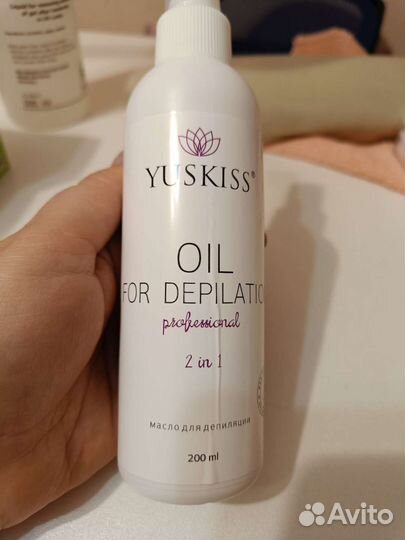 YUSKISS®
OIL
FOR DEPILATIO
professional
2 in 1
масло для депиляции
200 ml
Avito